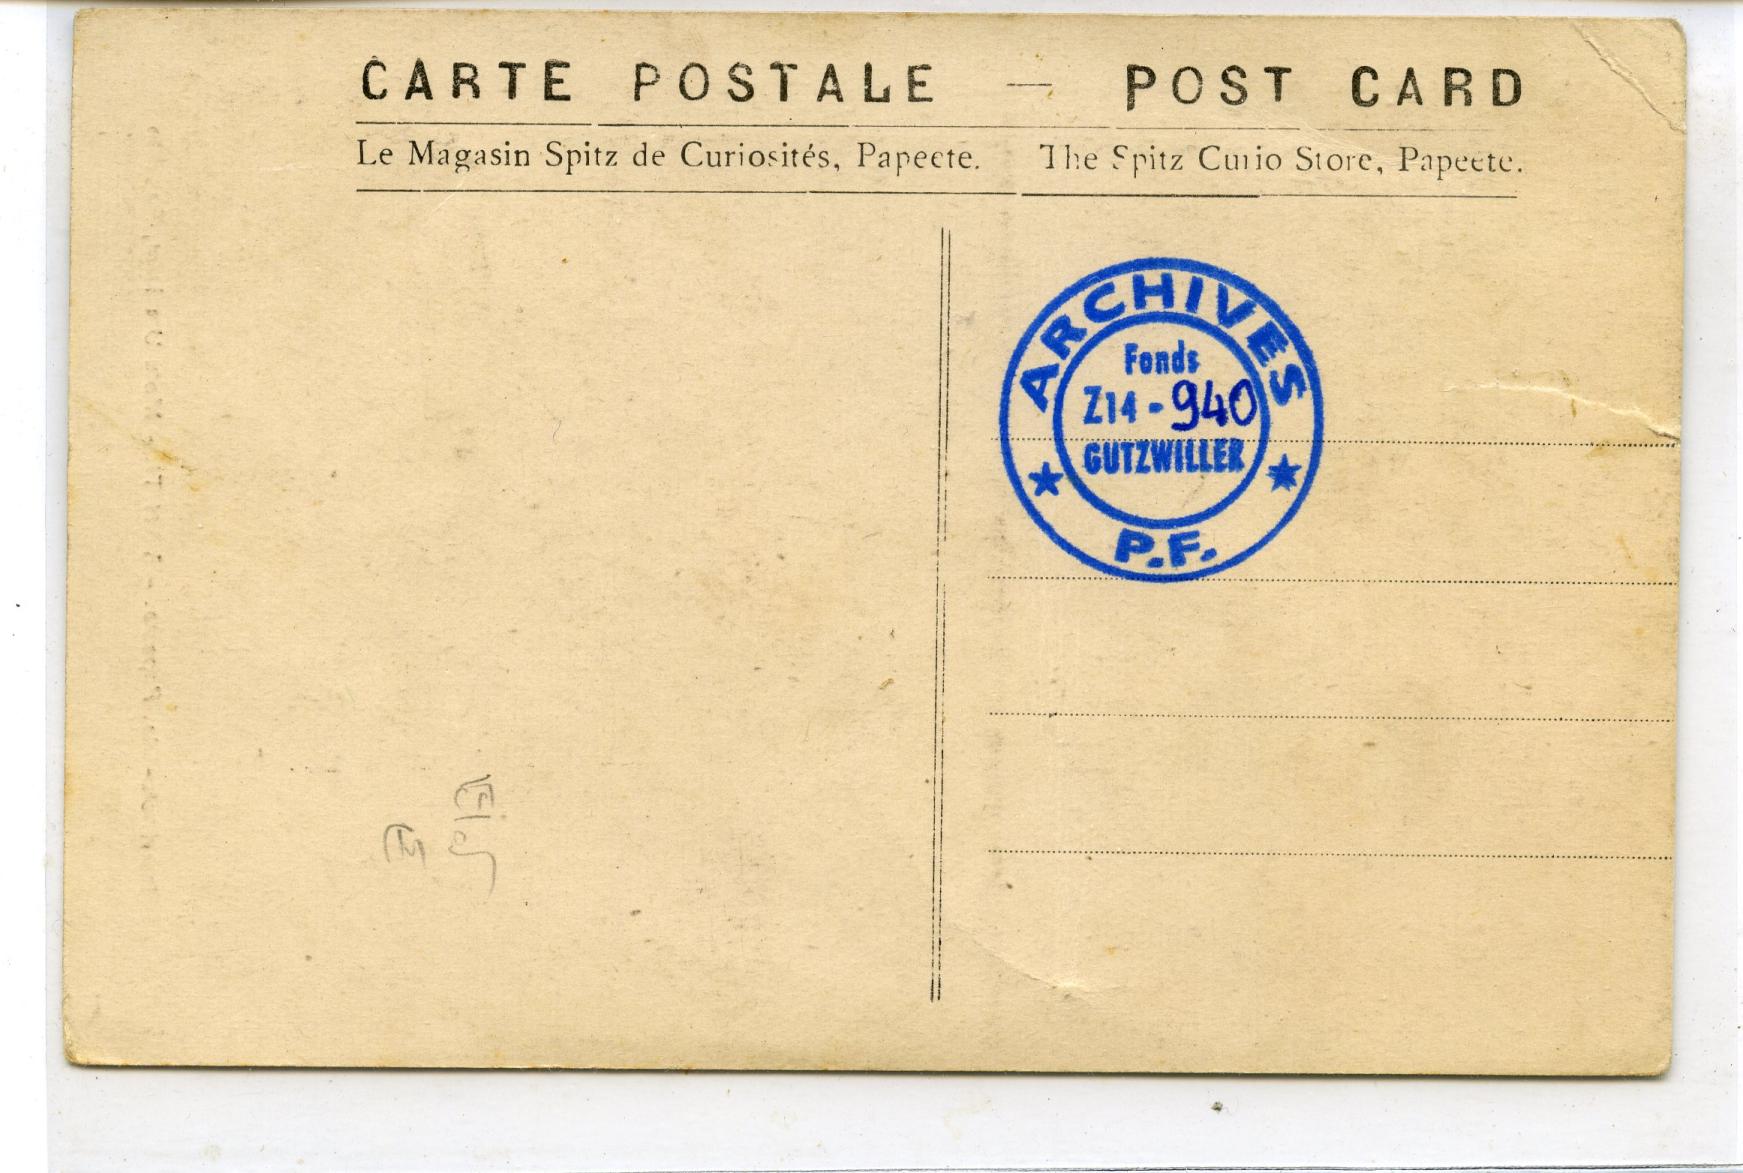 CARTE POSTALE — POST CARD
Le Magasin Spitz de Curiosités, Papeete. The Spitz Curio Store, Papeete.
ARCHIVES
Fonds
Z14 - 940
GUTZWILLER
P.F.